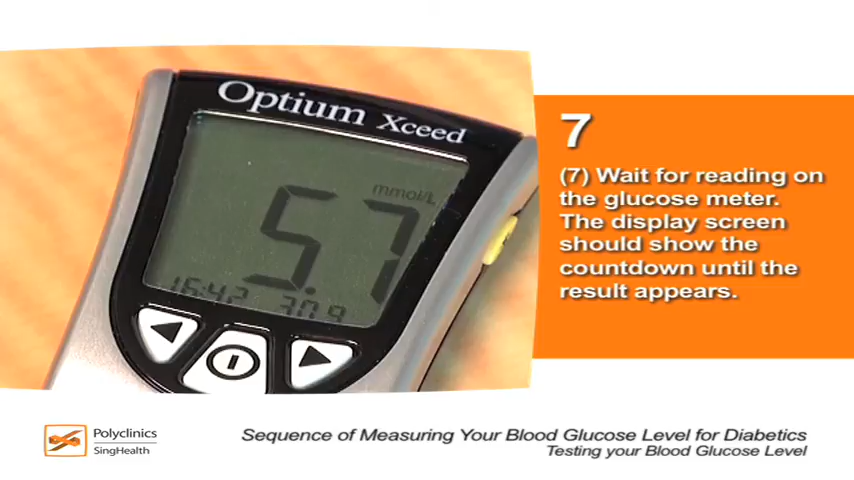 Optium Xceed
mmol/L
5.7
16:42 30.9
7
(7) Wait for reading on
the glucose meter.
The display screen
should show the
countdown until the
result appears.
Polyclinics
SingHealth
Sequence of Measuring Your Blood Glucose Level for Diabetics
Testing your Blood Glucose Level